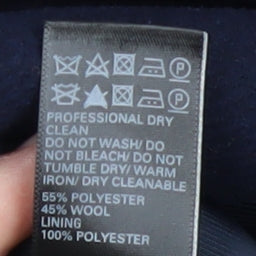 P
P
PROFESSIONAL DRY
CLEAN
DO NOT WASH/ DO
NOT BLEACH/ DO NOT
TUMBLE DRY/ WARM
IRON/ DRY CLEANABLE
55% POLYESTER
45% WOOL
LINING
100% POLYESTER